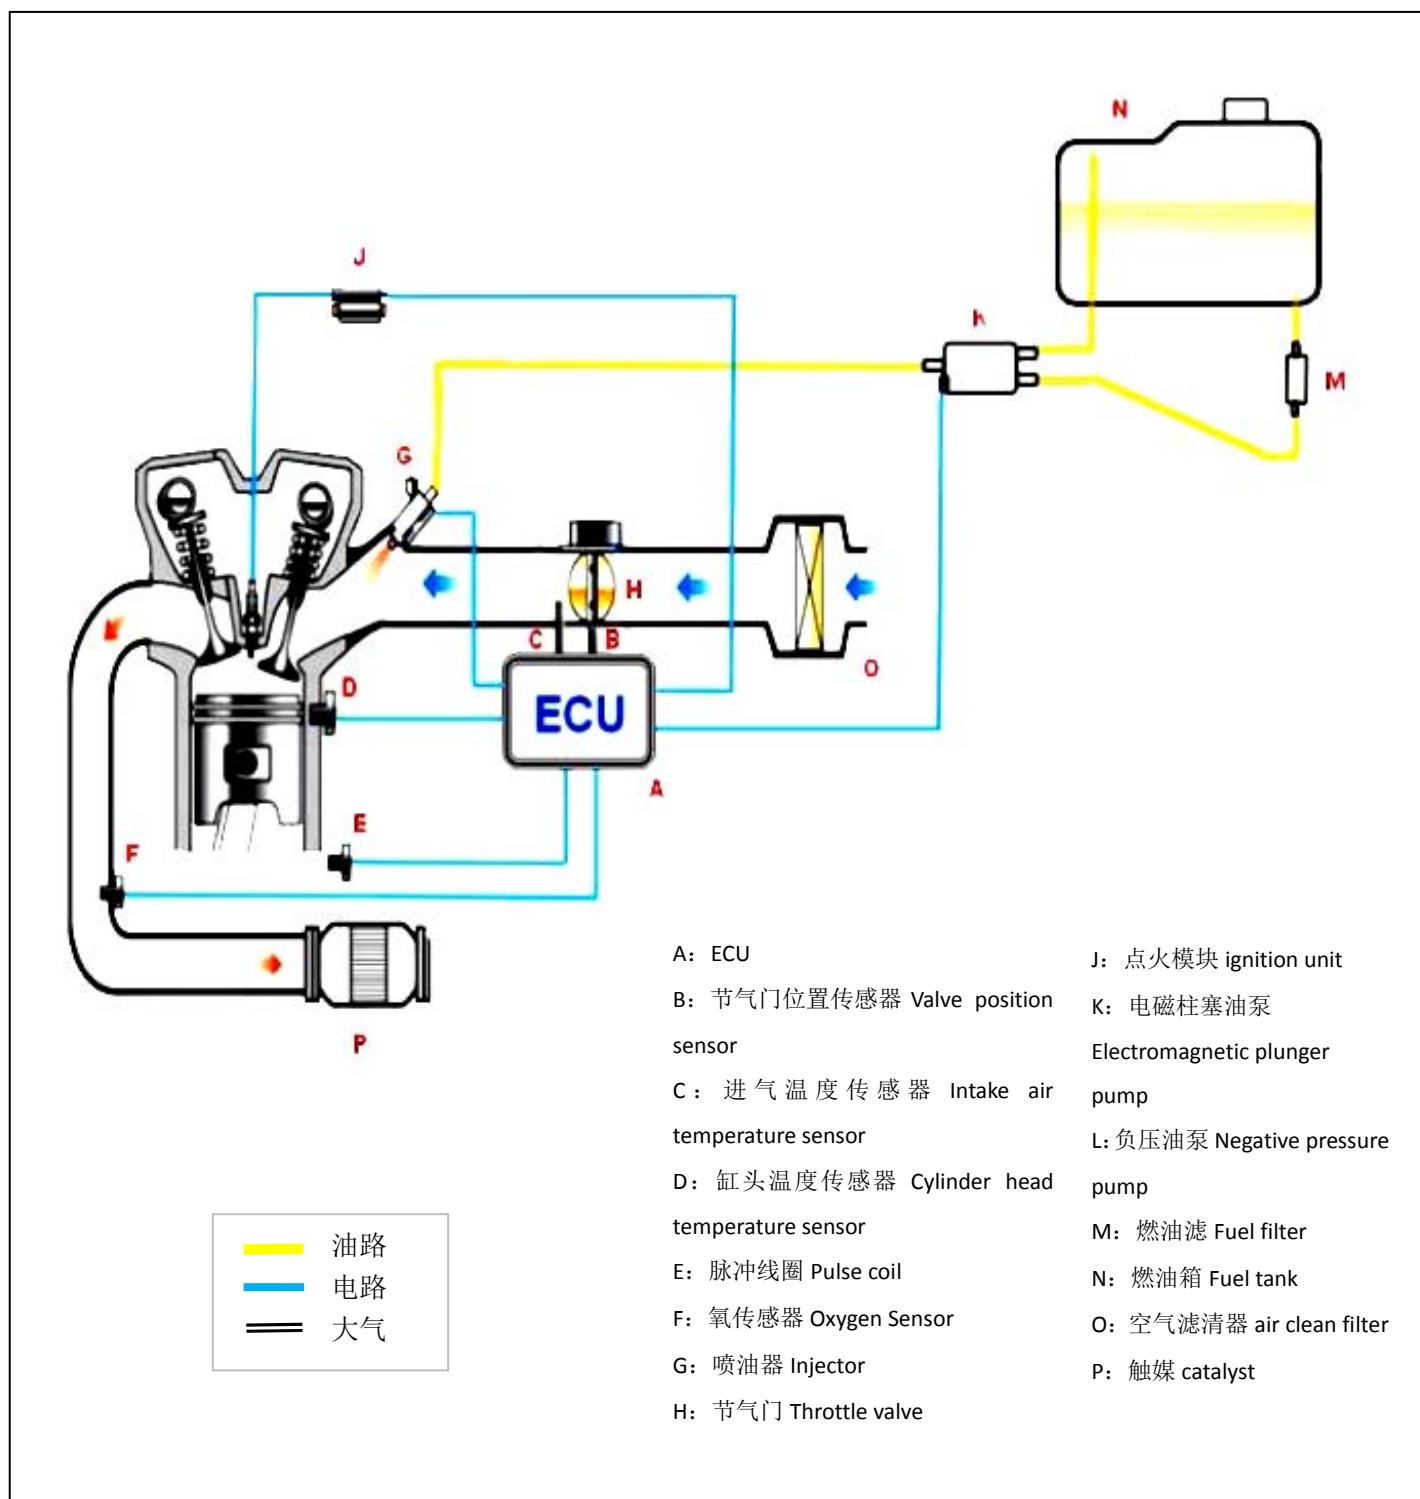 N
J
K
M
G
H
C
B
O
D
ECU
A
E
F
P
油路
电路
大气
A：ECU
B：节气门位置传感器 Valve position
sensor
C：进气温度传感器 Intake air
temperature sensor
D：缸头温度传感器 Cylinder head
temperature sensor
E：脉冲线圈 Pulse coil
F：氧传感器 Oxygen Sensor
G：喷油器 Injector
H：节气门 Throttle valve
J：点火模块 ignition unit
K：电磁柱塞油泵
Electromagnetic plunger
pump
L:负压油泵 Negative pressure
pump
M：燃油滤 Fuel filter
N：燃油箱 Fuel tank
O：空气滤清器 air clean filter
P：触媒 catalyst